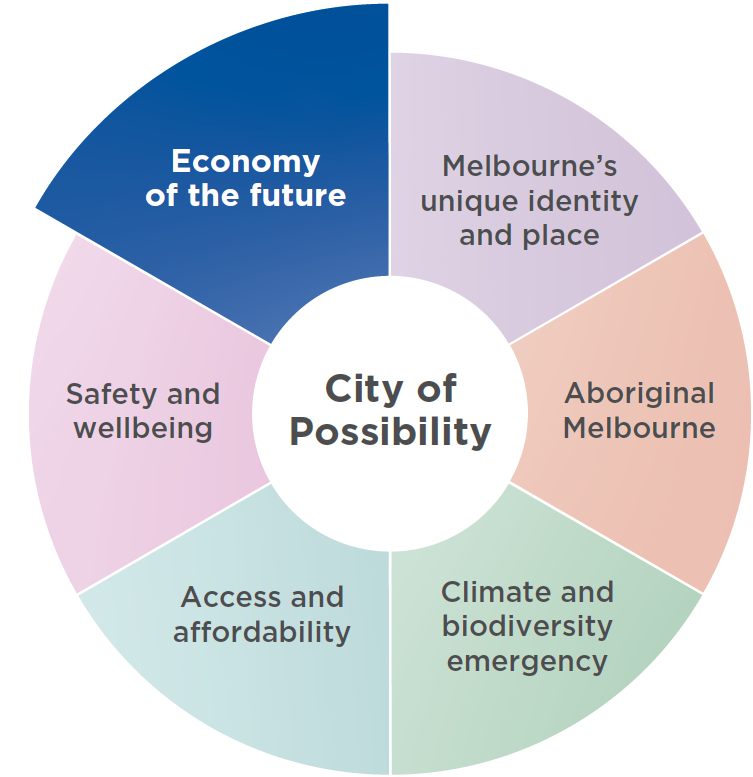 Economy
of the future
Melbourne’s
unique identity
and place
Safety and
wellbeing
City of
Possibility
Aboriginal
Melbourne
Access and
affordability
Climate and
biodiversity
emergency